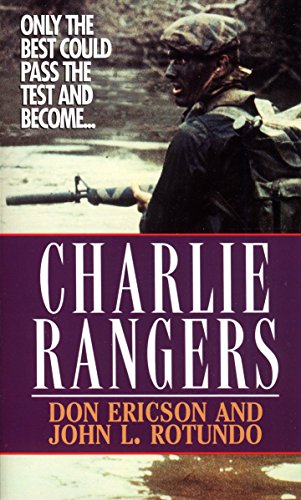 ONLY THE
BEST COULD
PASS THE
TEST AND
BECOME...
CHARLIE
RANGERS
DON ERICSON AND
JOHN L. ROTUNDO